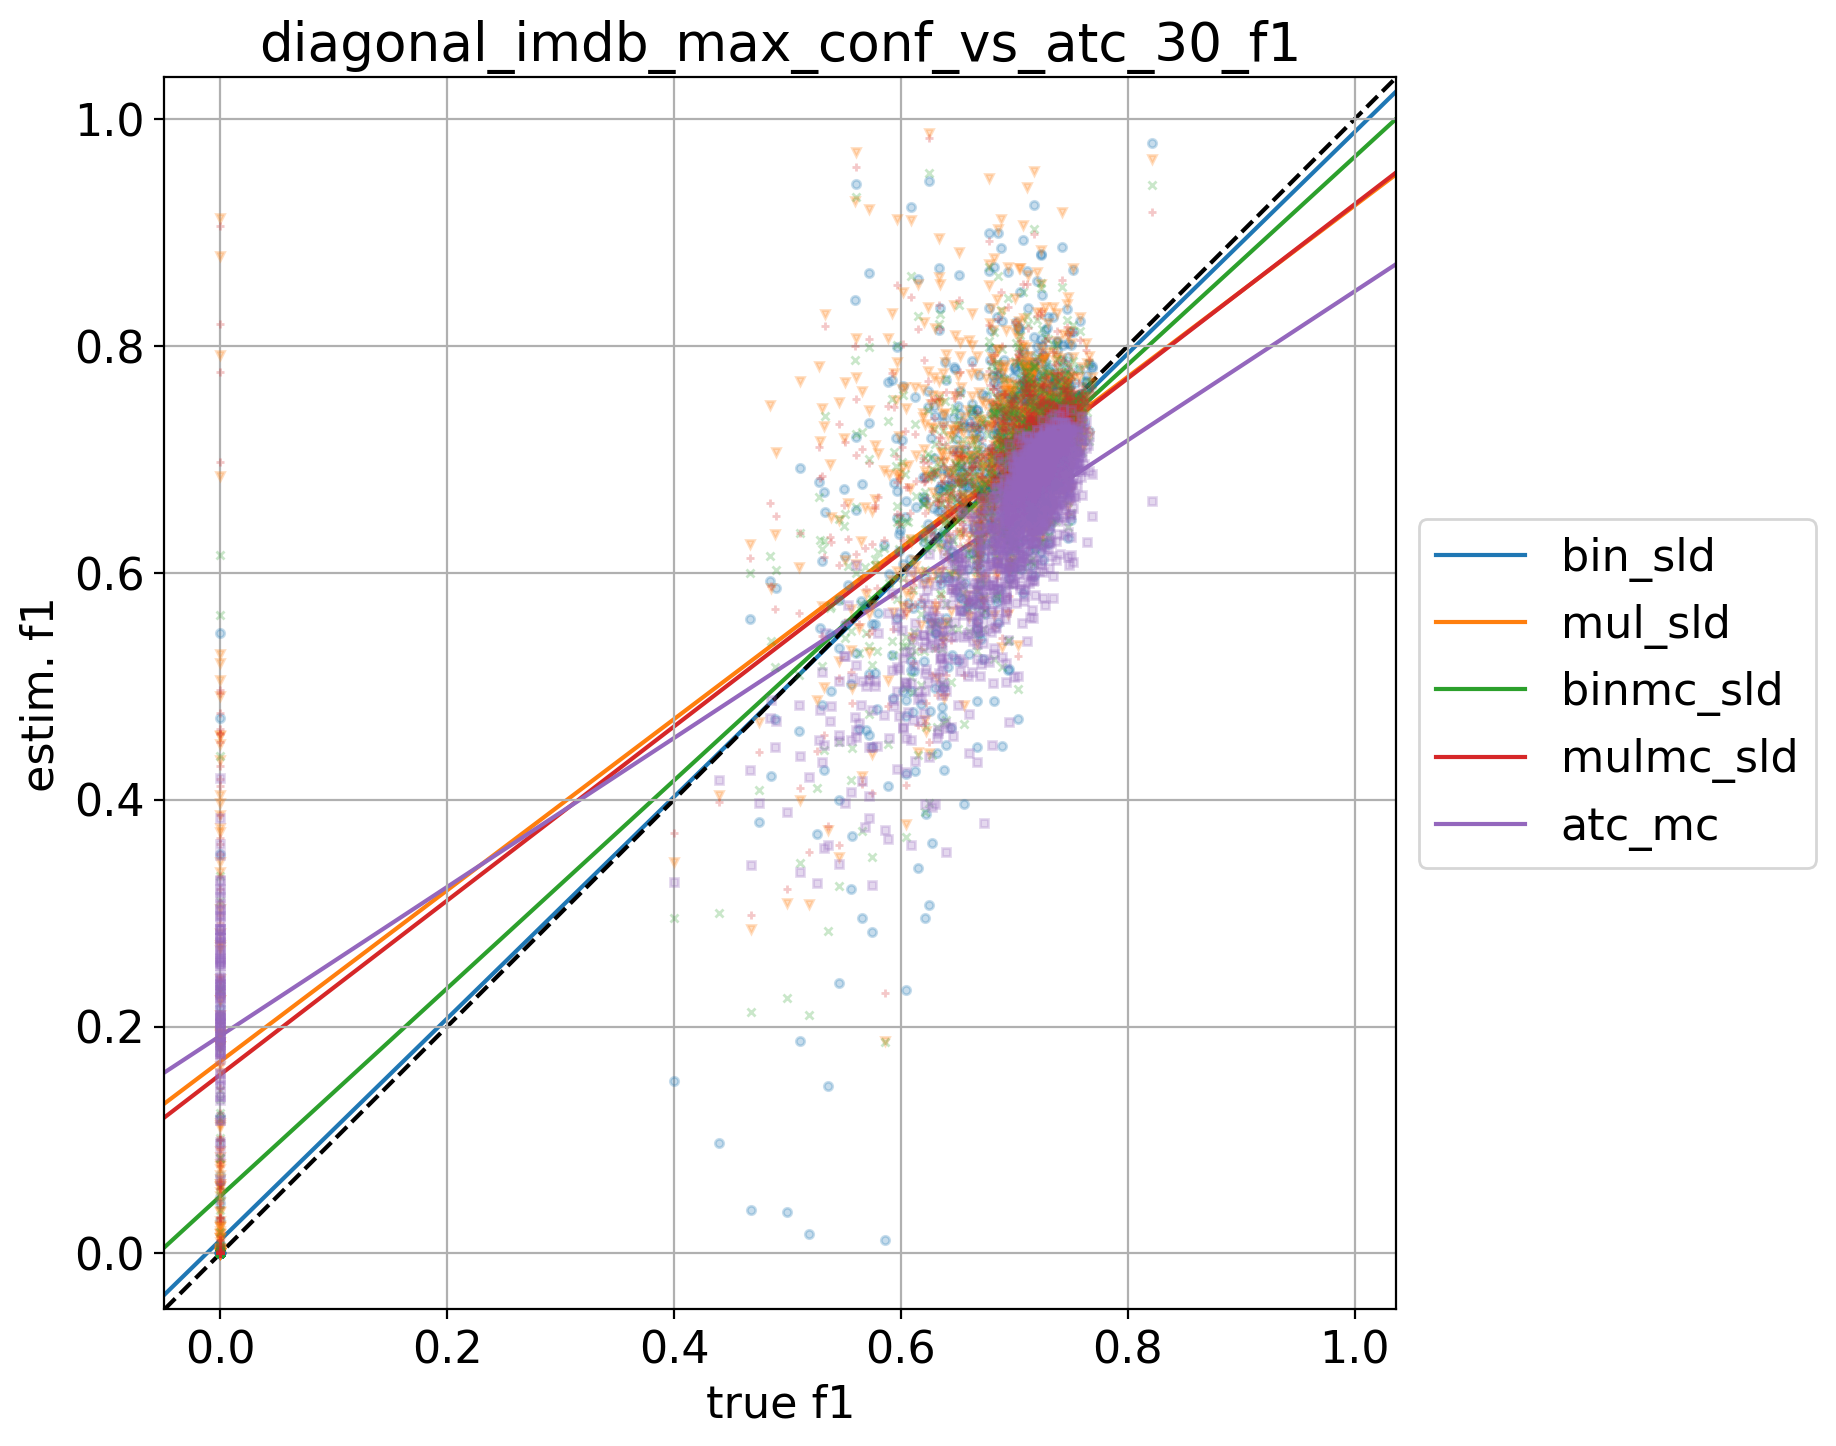 diagonal_imdb_max_conf_vs_atc_30_f1
estim. f1
1.0
0.8
0.6
0.4
0.2
0.0
0.0 0.2 0.4 0.6 0.8 1.0
true f1
bin_sld
mul_sld
binmc_sld
mulmc_sld
atc_mc